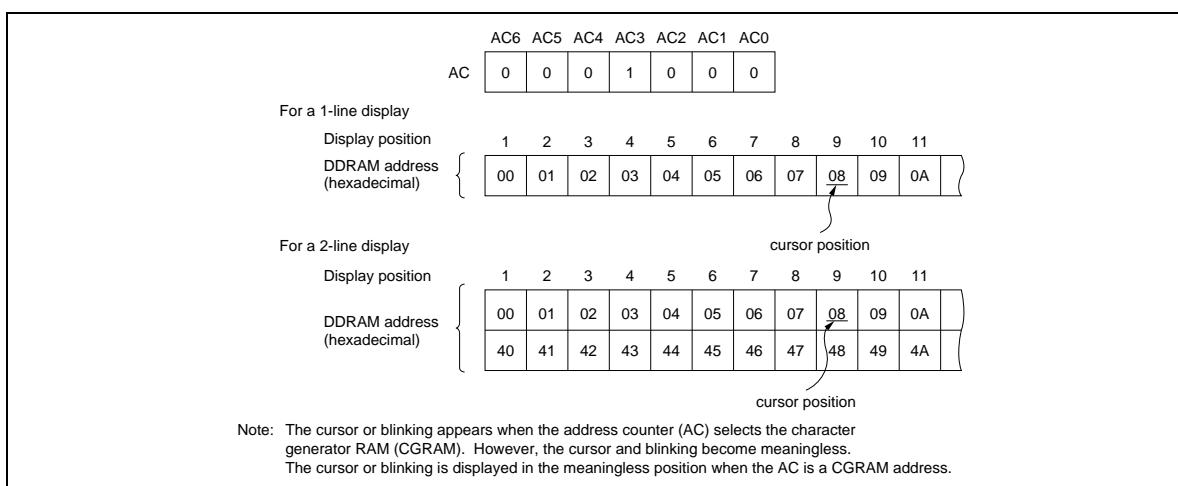 AC6 AC5 AC4 AC3 AC2 AC1 AC0
AC 0 0 0 1 0 0 0
For a 1-line display
Display position 1 2 3 4 5 6 7 8 9 10 11
DDRAM address
(hexadecimal)
00 01 02 03 04 05 06 07 08 09 0A
cursor position
For a 2-line display
Display position 1 2 3 4 5 6 7 8 9 10 11
DDRAM address
(hexadecimal)
00 01 02 03 04 05 06 07 08 09 0A
40 41 42 43 44 45 46 47 48 49 4A
cursor position
Note: The cursor or blinking appears when the address counter (AC) selects the character
generator RAM (CGRAM). However, the cursor and blinking become meaningless.
The cursor or blinking is displayed in the meaningless position when the AC is a CGRAM address.